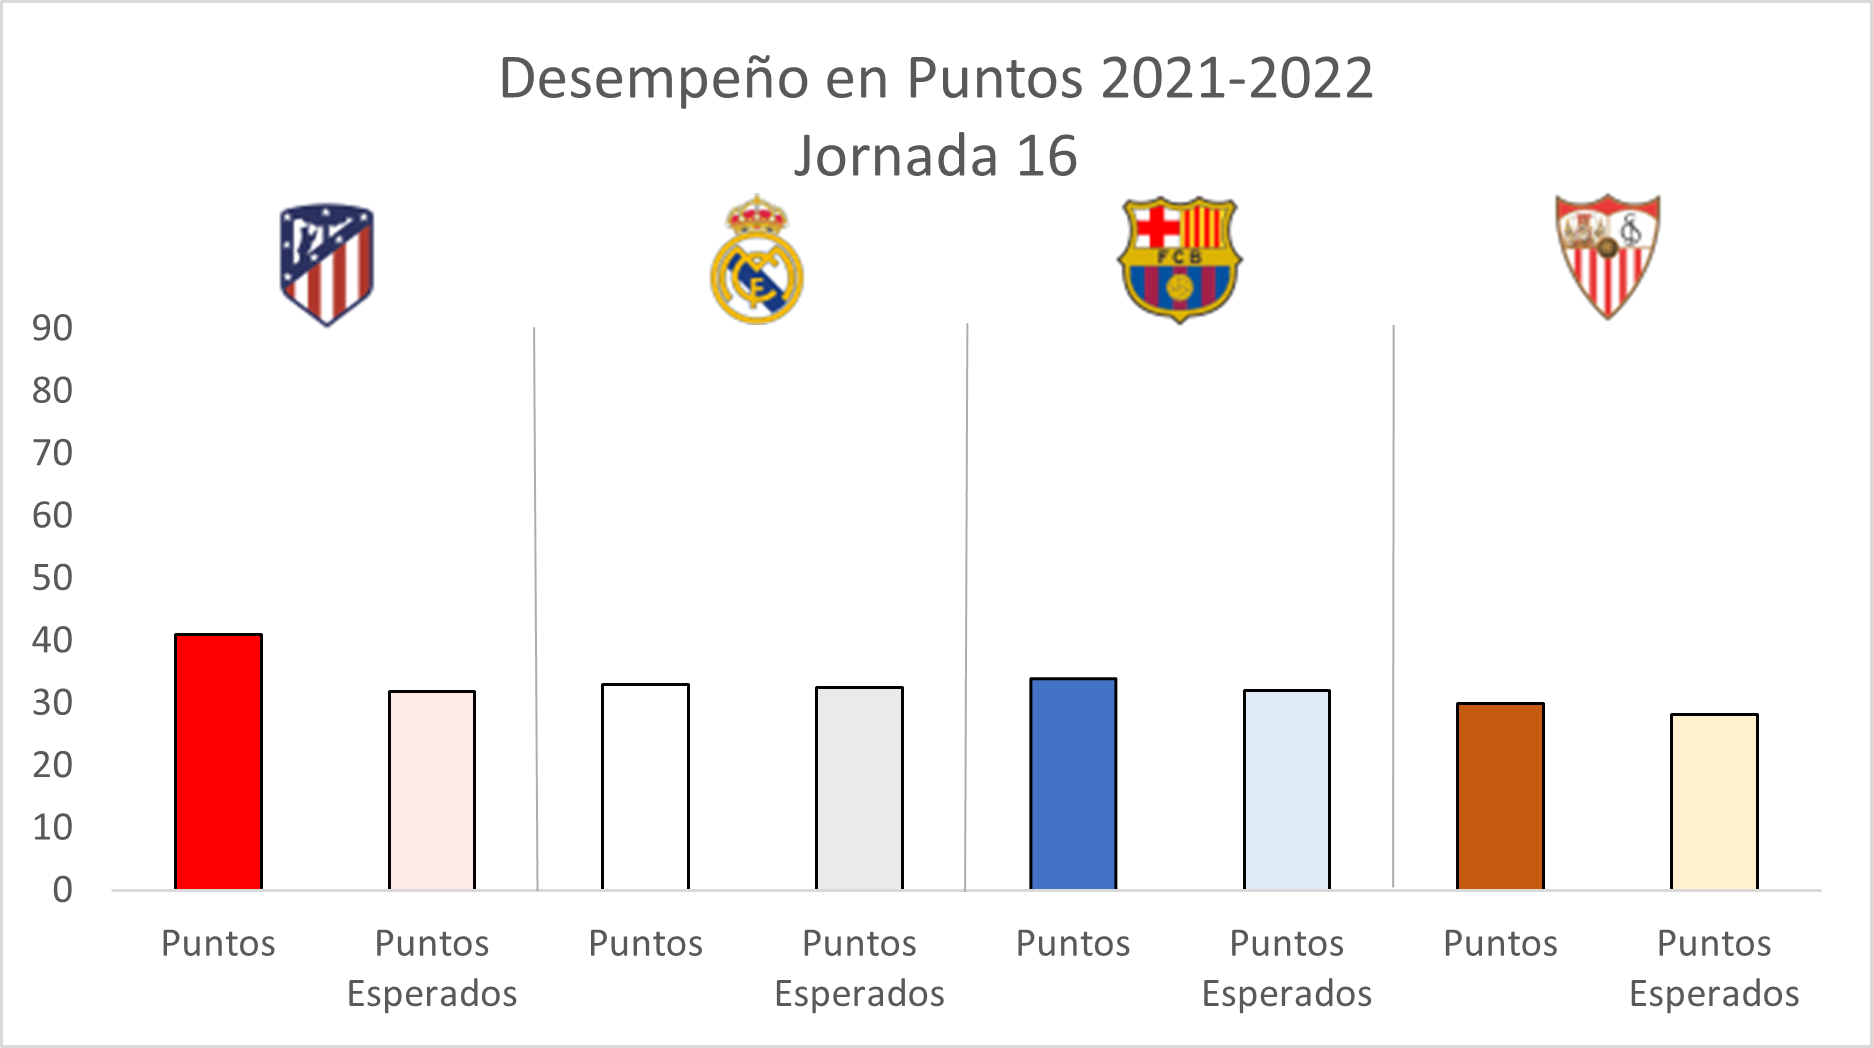 Desempeño en Puntos 2021-2022
Jornada 16
FCB
90
80
70
60
50
40
30
20
10
0
Puntos
Puntos
Esperados
Puntos
Puntos
Esperados
Puntos
Puntos
Esperados
Puntos
Puntos
Esperados